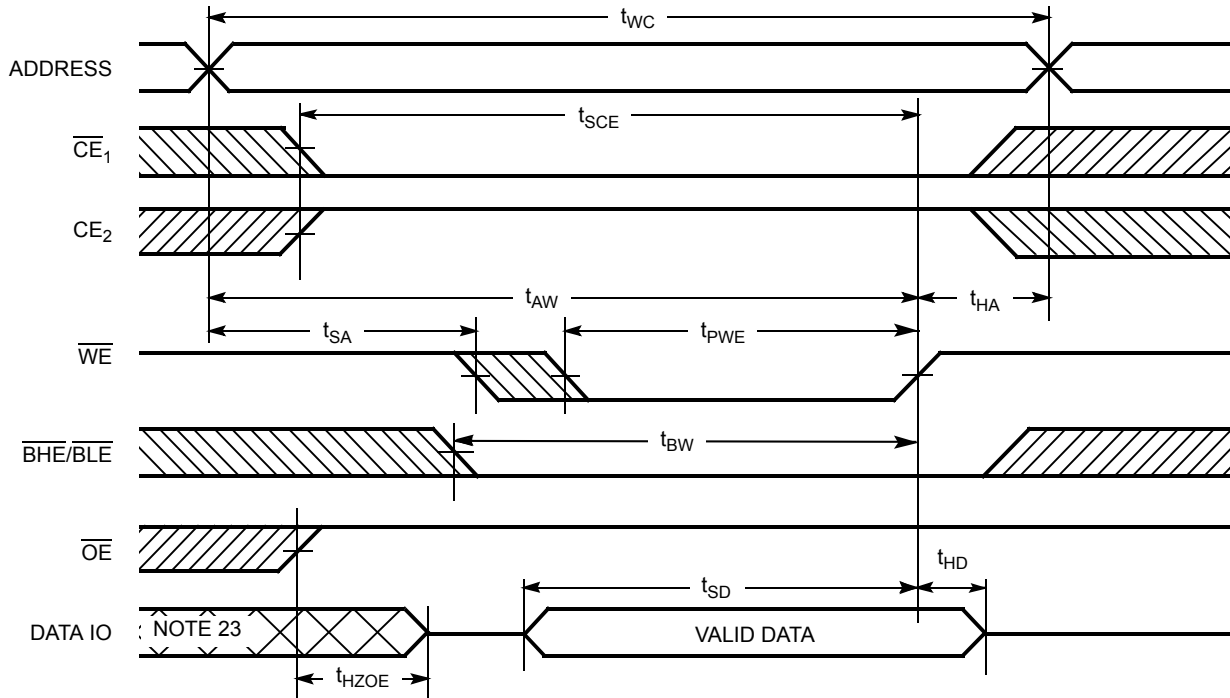 tWC
ADDRESS
tSCE
CE1
CE2
tAW
tHA
tSA
tPWE
WE
BHE/BLE
tBW
OE
tHD
tSD
DATA IO
NOTE 23
VALID DATA
tHZOE